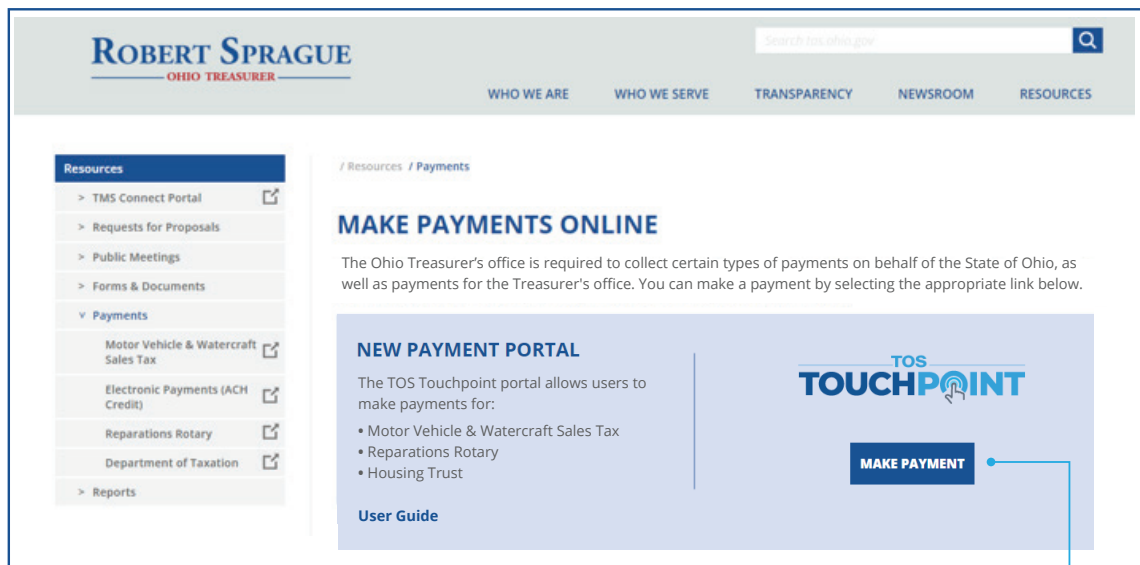 ROBERT SPRAGUE
OHIO TREASURER
Search tos.ohio.gov
WHO WE ARE WHO WE SERVE TRANSPARENCY NEWSROOM RESOURCES
Resources
> TMS Connect Portal
> Requests for Proposals
> Public Meetings
> Forms & Documents
v Payments
Motor Vehicle & Watercraft
Sales Tax
Electronic Payments (ACH
Credit)
Reparations Rotary
Department of Taxation
> Reports
/ Resources / Payments
MAKE PAYMENTS ONLINE
The Ohio Treasurer’s office is required to collect certain types of payments on behalf of the State of Ohio, as
well as payments for the Treasurer's office. You can make a payment by selecting the appropriate link below.
NEW PAYMENT PORTAL
The TOS Touchpoint portal allows users to
make payments for:
• Motor Vehicle & Watercraft Sales Tax
• Reparations Rotary
• Housing Trust
User Guide
TOS
TOUCHPOINT
MAKE PAYMENT